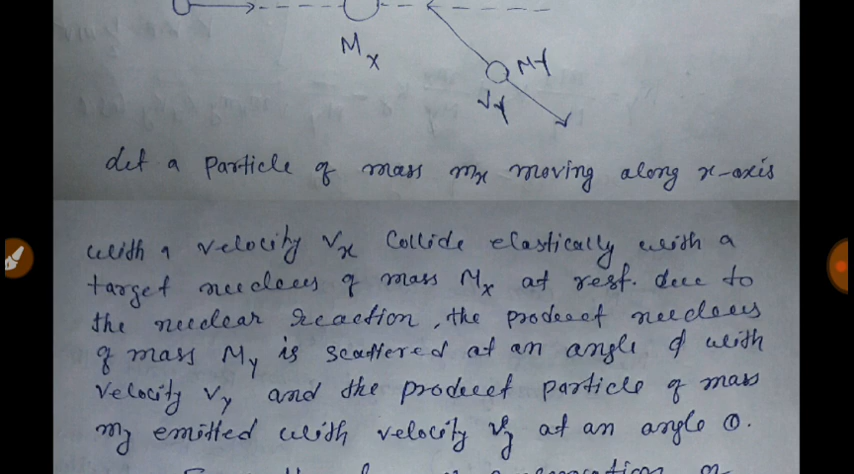 Mx
My
Vy
Let a Particle of mass mx moving along x-axis
with a velocity vx Collide elastically with a
target nucleus of mass Mx at rest. due to
the nuclear reaction, the product nucleus
of mass My is scattered at an angle ϕ with
velocity Vy and the product particle of mass
my emitted with velocity vy at an angle θ.